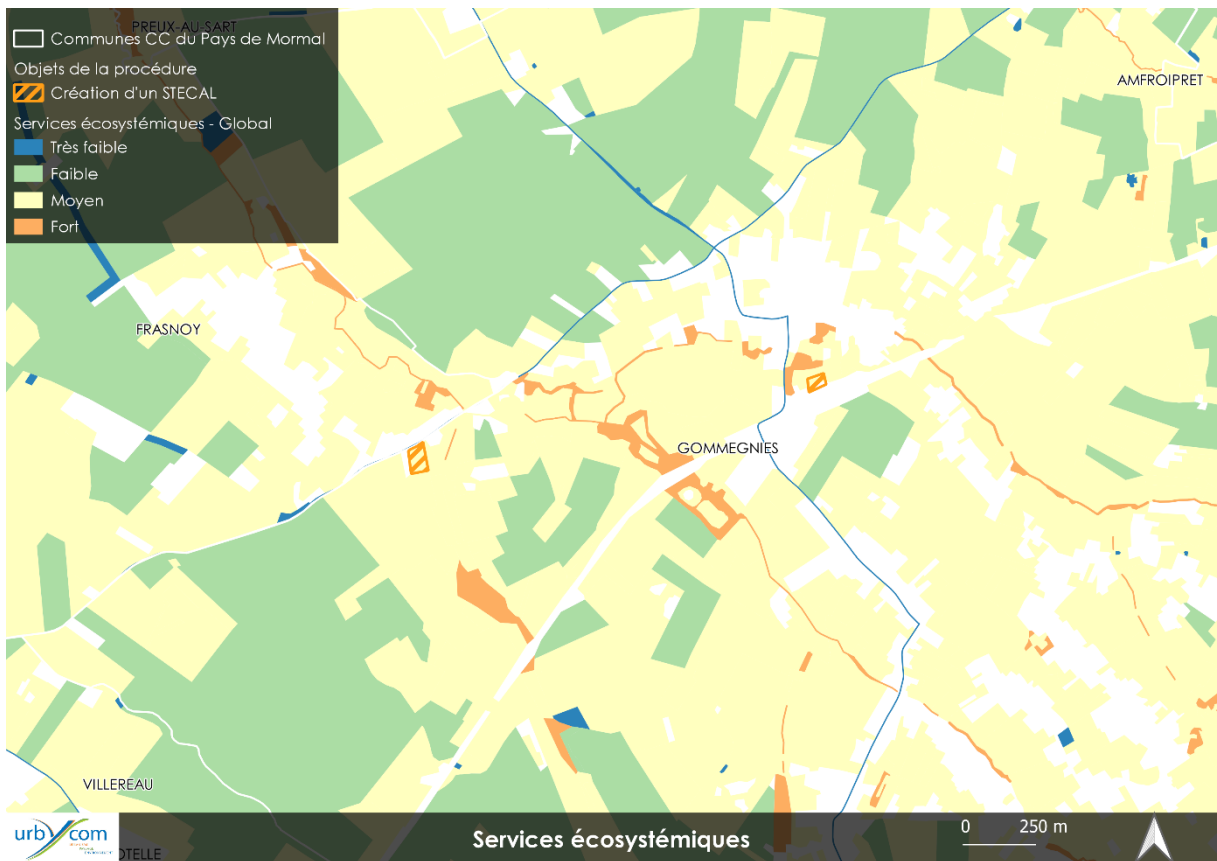 PREUX-AU-SART
Communes CC du Pays de Mormal
Objets de la procédure
Création d'un STECAL
Services écosystémiques - Global
Très faible
Faible
Moyen
Fort
AMFROIPRET
FRASNOY
GOMMEGNIES
VILLEREAU
urbycom
OTELLE
Services écosystémiques
0 250 m